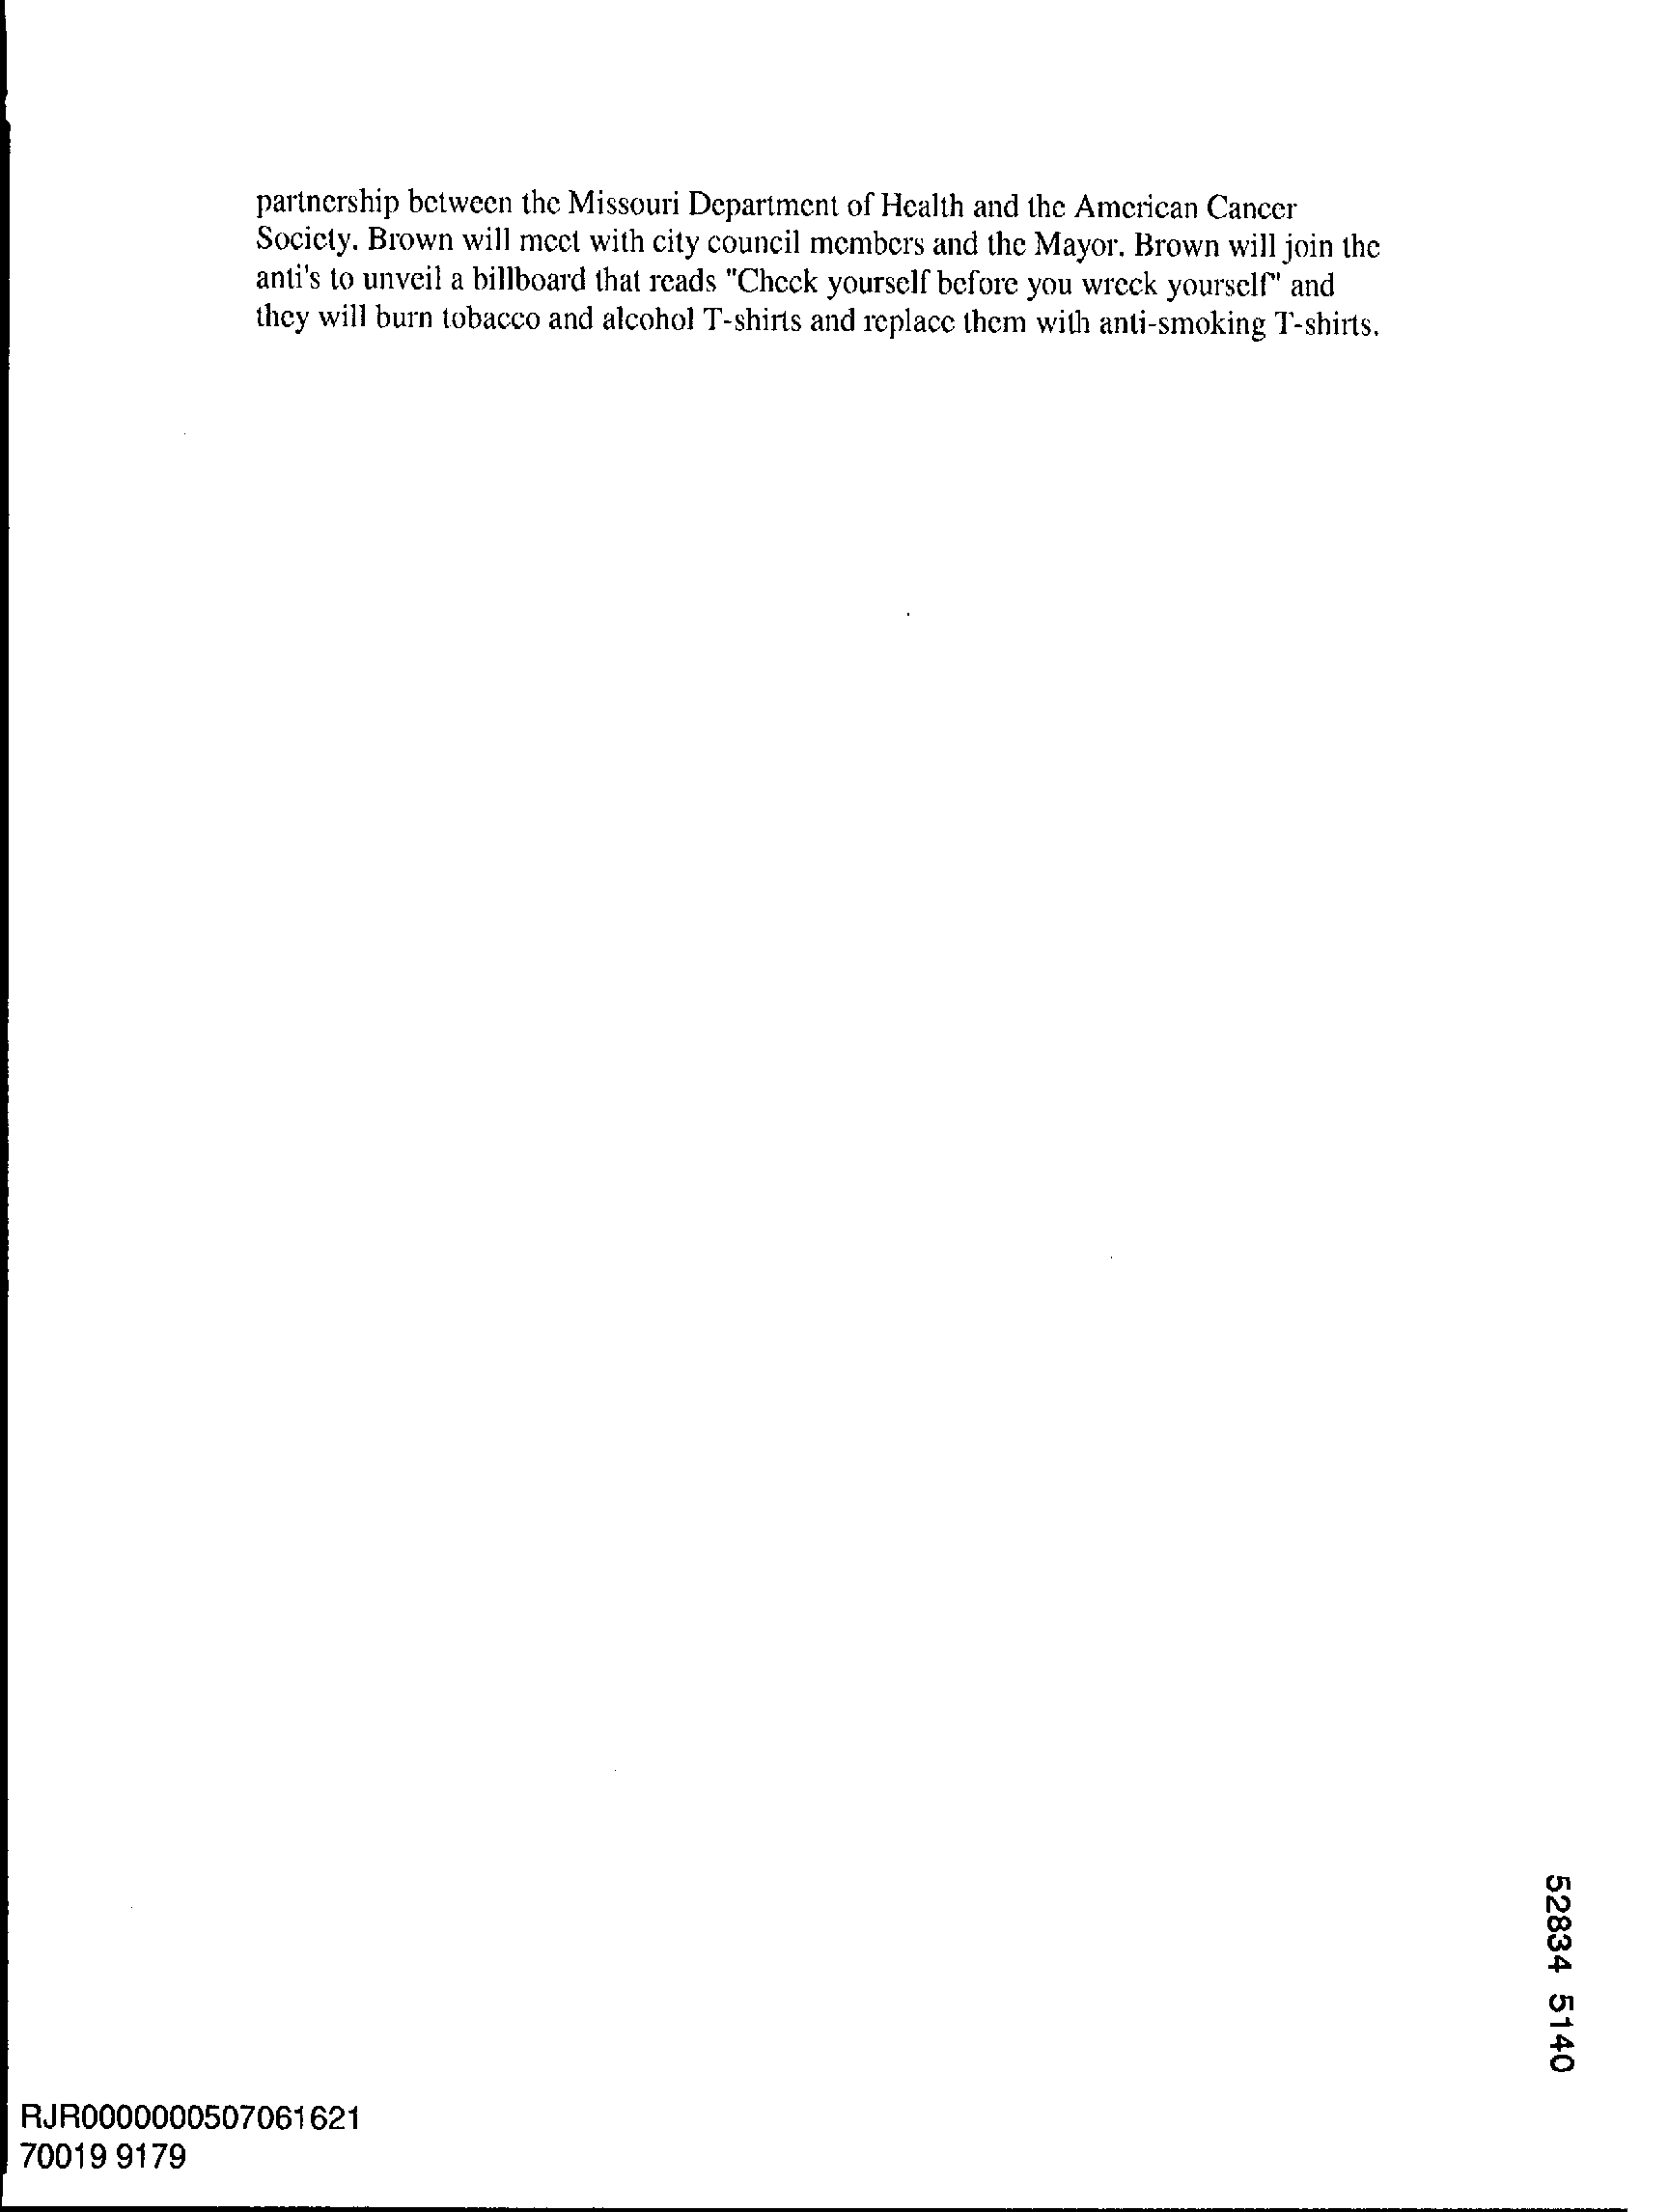 partnership between the Missouri Department of Health and the American Cancer
Society. Brown will meet with city council members and the Mayor. Brown will join the
anti's to unveil a billboard that reads "Check yourself before you wreck yourself" and
they will burn tobacco and alcohol T-shirts and replace them with anti-smoking T-shirts.
52834 5140
RJR0000000507061621
70019 9179